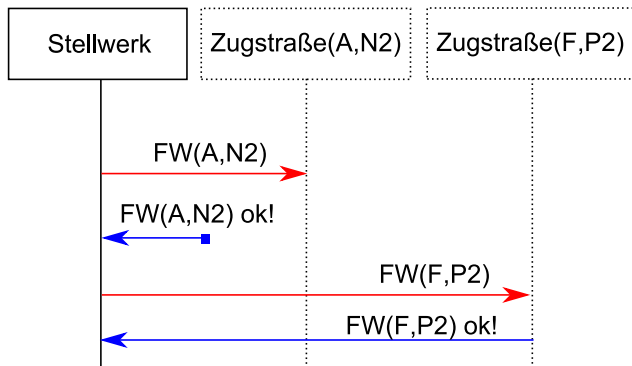 Stellwerk
Zugstraße(A,N2)
Zugstraße(F,P2)
FW(A,N2)
FW(A,N2) ok!
FW(F,P2)
FW(F,P2) ok!